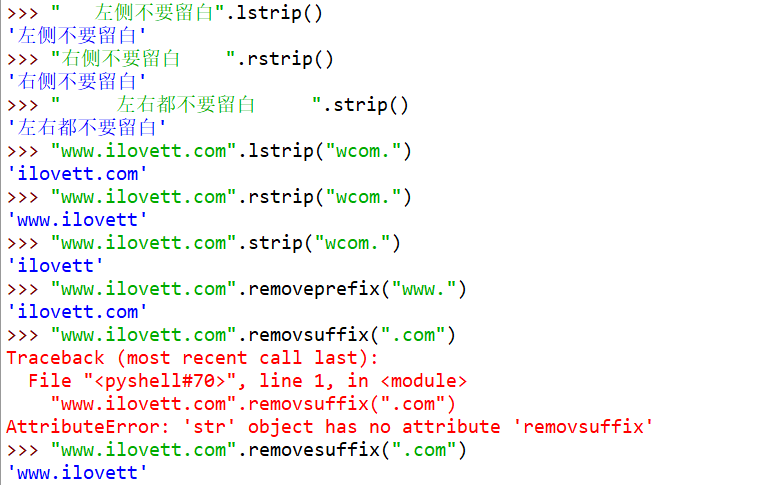 >>> "   左侧不要留白".lstrip()
'左侧不要留白'
>>> "右侧不要留白    ".rstrip()
'右侧不要留白'
>>> "     左右都不要留白     ".strip()
'左右都不要留白'
>>> "www.ilovett.com".lstrip("wcom.")
'ilovett.com'
>>> "www.ilovett.com".rstrip("wcom.")
'www.ilovett'
>>> "www.ilovett.com".strip("wcom.")
'ilovett'
>>> "www.ilovett.com".removeprefix("www.")
'ilovett.com'
>>> "www.ilovett.com".removsuffix(".com")
Traceback (most recent call last):
  File "<pyshell#70>", line 1, in <module>
    "www.ilovett.com".removsuffix(".com")
AttributeError: 'str' object has no attribute 'removsuffix'
>>> "www.ilovett.com".removesuffix(".com")
'www.ilovett'